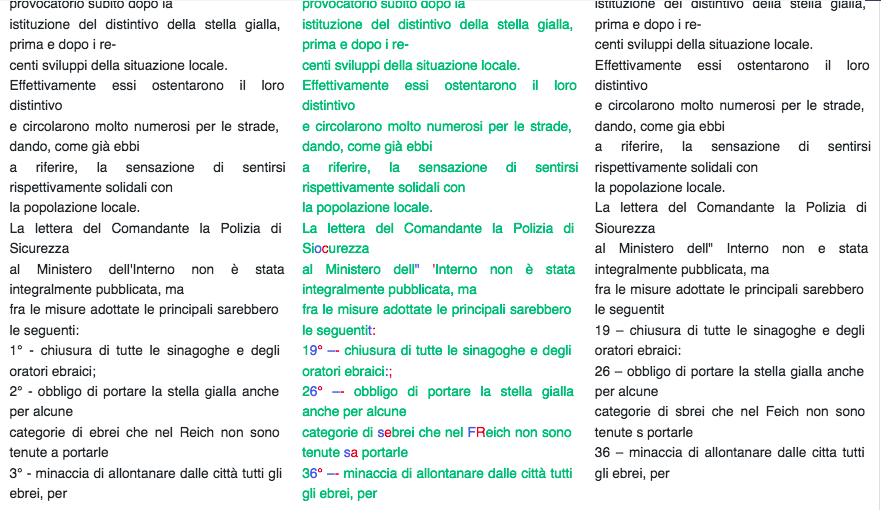 provocatorio subito dopo la
istituzione del distintivo della stella gialla,
prima e dopo i re-
centi sviluppi della situazione locale.
Effettivamente essi ostentarono il loro
distintivo
e circolarono molto numerosi per le strade,
dando, come già ebbi
a riferire, la sensazione di sentirsi
rispettivamente solidali con
la popolazione locale.
La lettera del Comandante la Polizia di
Sicurezza
al Ministero dell'Interno non è stata
integralmente pubblicata, ma
fra le misure adottate le principali sarebbero
le seguenti:
1° - chiusura di tutte le sinagoghe e degli
oratori ebraici;
2° - obbligo di portare la stella gialla anche
per alcune
categorie di ebrei che nel Reich non sono
tenute a portarle
3° - minaccia di allontanare dalle città tutti gli
ebrei, per
provocatorio subito dopo la
istituzione del distintivo della stella gialla,
prima e dopo i re-
centi sviluppi della situazione locale.
Effettivamente essi ostentarono il loro
distintivo
e circolarono molto numerosi per le strade,
dando, come già ebbi
a riferire, la sensazione di sentirsi
rispettivamente solidali con
la popolazione locale.
La lettera del Comandante la Polizia di
Siocurezza
al Ministero dell" 'Interno non è stata
integralmente pubblicata, ma
fra le misure adottate le principali sarebbero
le seguentit:
19° –- chiusura di tutte le sinagoghe e degli
oratori ebraici:;
26° –- obbligo di portare la stella gialla
anche per alcune
categorie di sebrei che nel FReich non sono
tenute sa portarle
36° –- minaccia di allontanare dalle città tutti
gli ebrei, per
istituzione del distintivo della stella gialla,
prima e dopo i re-
centi sviluppi della situazione locale.
Effettivamente essi ostentarono il loro
distintivo
e circolarono molto numerosi per le strade,
dando, come gia ebbi
a riferire, la sensazione di sentirsi
rispettivamente solidali con
la popolazione locale.
La lettera del Comandante la Polizia di
Siourezza
al Ministero dell" Interno non e stata
integralmente pubblicata, ma
fra le misure adottate le principali sarebbero
le seguentit
19 – chiusura di tutte le sinagoghe e degli
oratori ebraici:
26 – obbligo di portare la stella gialla anche
per alcune
categorie di sbrei che nel Feich non sono
tenute s portarle
36 – minaccia di allontanare dalle citta tutti
gli ebrei, per